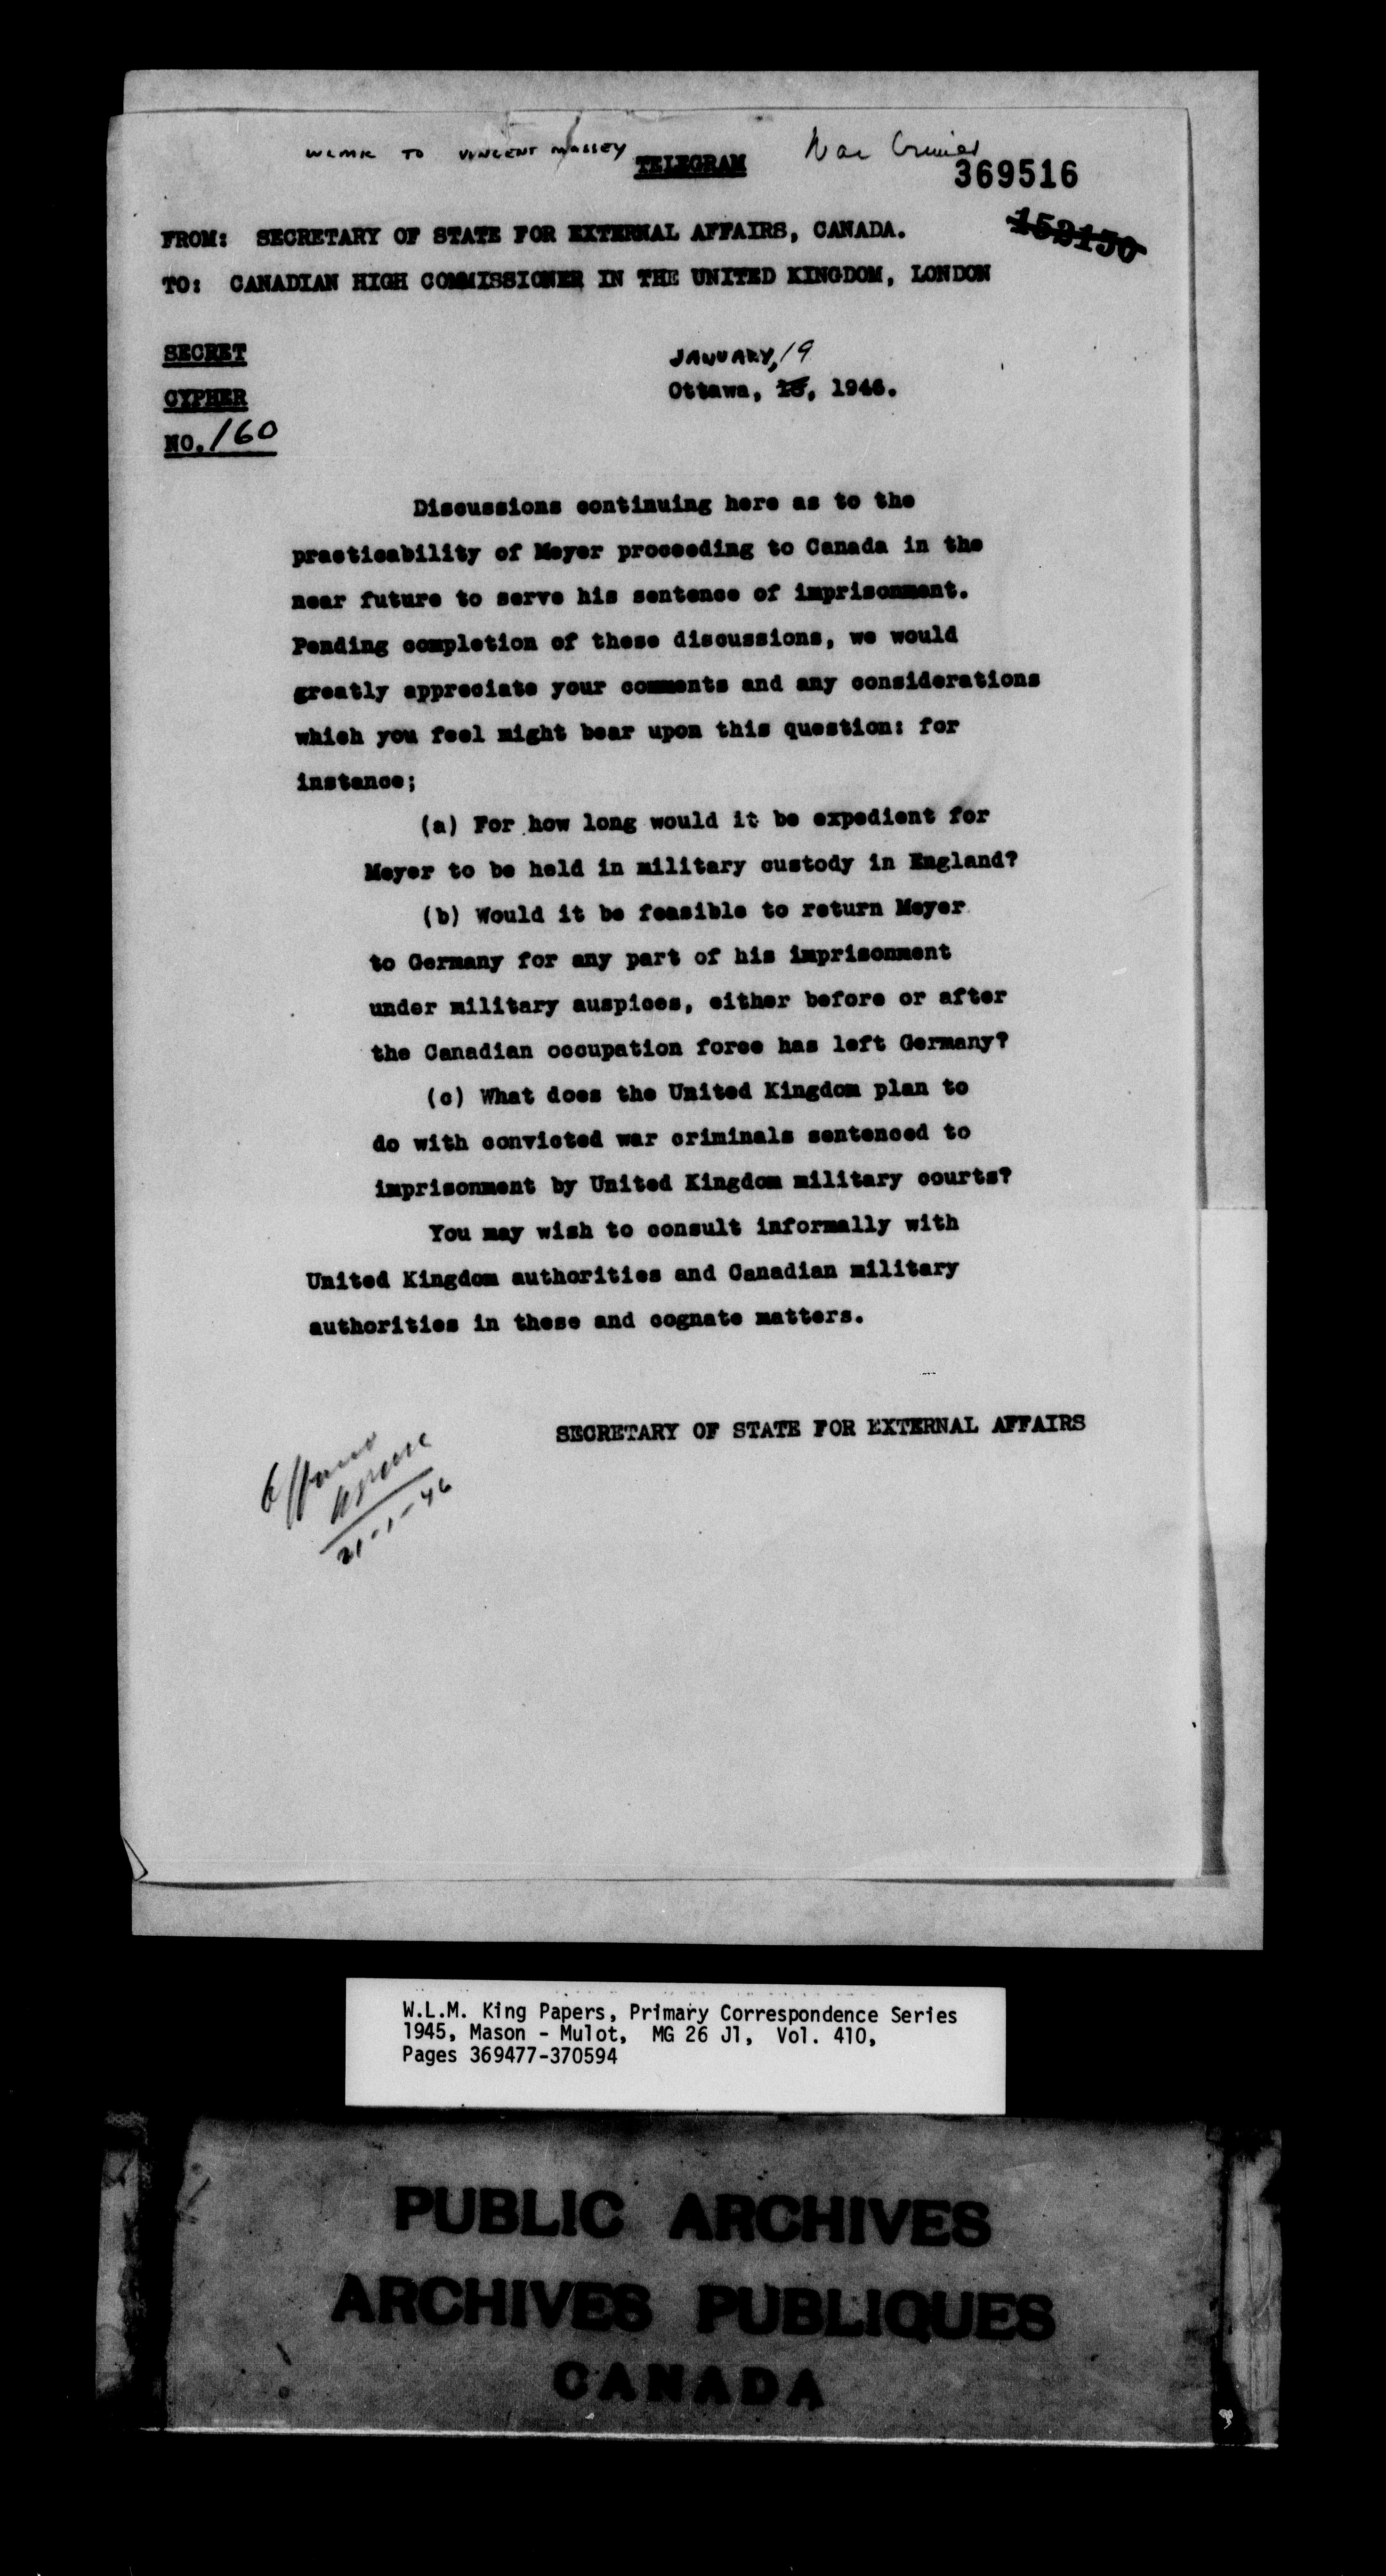 WLMK TO VINCENT MASSEY
War Crimes
TELEGRAM
369516
152150
FROM: SECRETARY OF STATE FOR EXTERNAL AFFAIRS, CANADA.
TO: CANADIAN HIGH COMMISSIONER IN THE UNITED KINGDOM, LONDON
SECRET
JANUARY, 19
CYPHER
Ottawa, 18, 1946.
NO. 160
Discussions continuing here as to the
practicability of Meyer proceeding to Canada in the
near future to serve his sentence of imprisonment.
Pending completion of these discussions, we would
greatly appreciate your comments and any considerations
which you feel might bear upon this question: for
instance;
(a) For how long would it be expedient for
Meyer to be held in military custody in England?
(b) Would it be feasible to return Meyer
to Germany for any part of his imprisonment
under military auspices, either before or after
the Canadian occupation force has left Germany?
(c) What does the United Kingdom plan to
do with convicted war criminals sentenced to
imprisonment by United Kingdom military courts?
You may wish to consult informally with
United Kingdom authorities and Canadian military
authorities in these and cognate matters.
SECRETARY OF STATE FOR EXTERNAL AFFAIRS
21-1-46
W.L.M. King Papers, Primary Correspondence Series
1945, Mason - Mulot, MG 26 J1, Vol. 410,
Pages 369477-370594
PUBLIC ARCHIVES
ARCHIVES PUBLIQUES
CANADA